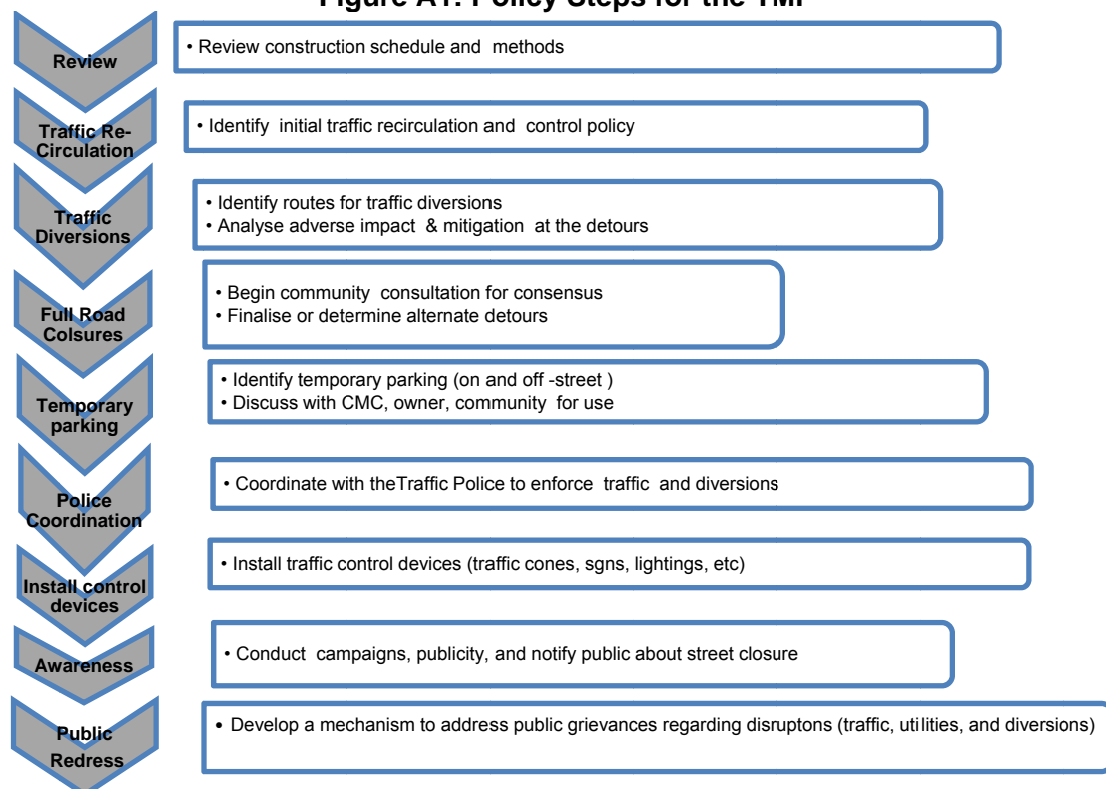 Figure A1: Policy Steps for the TMP
Review
• Review construction schedule and methods
Traffic Re-
Circulation
• Identify initial traffic recirculation and control policy
Traffic
Diversions
• Identify routes for traffic diversions
• Analyse adverse impact & mitigation at the detours
Full Road
Colsures
• Begin community consultation for consensus
• Finalise or determine alternate detours
Temporary
parking
• Identify temporary parking (on and off -street )
• Discuss with CMC, owner, community for use
Police
Coordination
• Coordinate with theTraffic Police to enforce traffic and diversions
Install control
devices
• Install traffic control devices (traffic cones, sgns, lightings, etc)
Awareness
• Conduct campaigns, publicity, and notify public about street closure
Public
Redress
• Develop a mechanism to address public grievances regarding disruptons (traffic, utilities, and diversions)